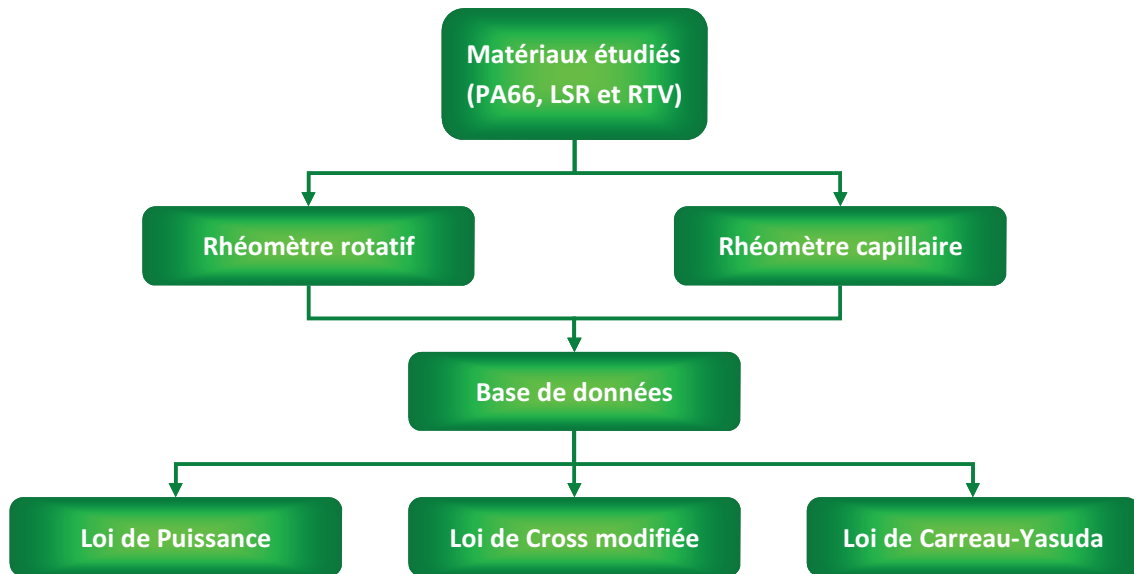 Matériaux étudiés
(PA66, LSR et RTV)
Rhéomètre rotatif
Rhéomètre capillaire
Base de données
Loi de Puissance
Loi de Cross modifiée
Loi de Carreau-Yasuda